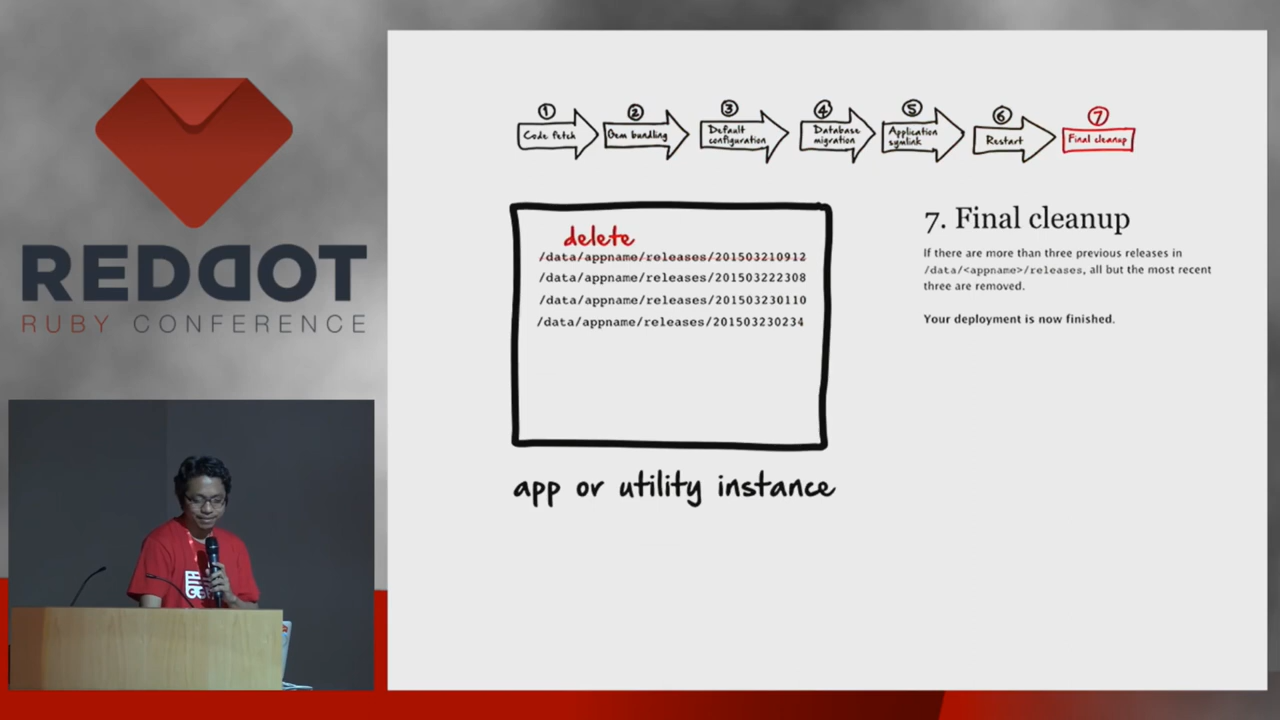 REDDOT
RUBY CONFERENCE
1 2 3 4 5 6 7
Code fetch
Gem bundling
Default
configuration
Database
migration
Application
symlink
Restart
Final cleanup
delete
/data/appname/releases/201503210912
/data/appname/releases/201503222308
/data/appname/releases/201503230110
/data/appname/releases/201503230234
app or utility instance
7. Final cleanup
If there are more than three previous releases in
/data/<appname>/releases, all but the most recent
three are removed.
Your deployment is now finished.